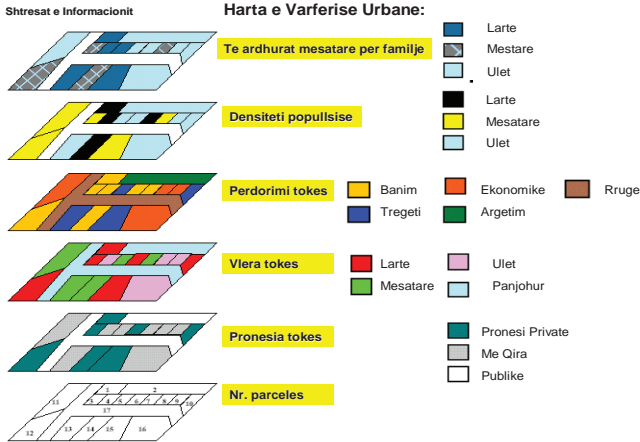 Shtresat e Informacionit
Harta e Varferise Urbane:
Te ardhurat mesatare per familje
Larte
Mestare
Ulet
Densiteti popullsise
Larte
Mesatare
Ulet
Perdorimi tokes
Banim
Ekonomike
Rruge
Tregeti
Argetim
Vlera tokes
Larte
Ulet
Mesatare
Panjohur
Pronesia tokes
Pronesi Private
Me Qira
Publike
Nr. parceles
1 2
11 3 4 5 6 7 8 9 10
17
12 13 14 15 16